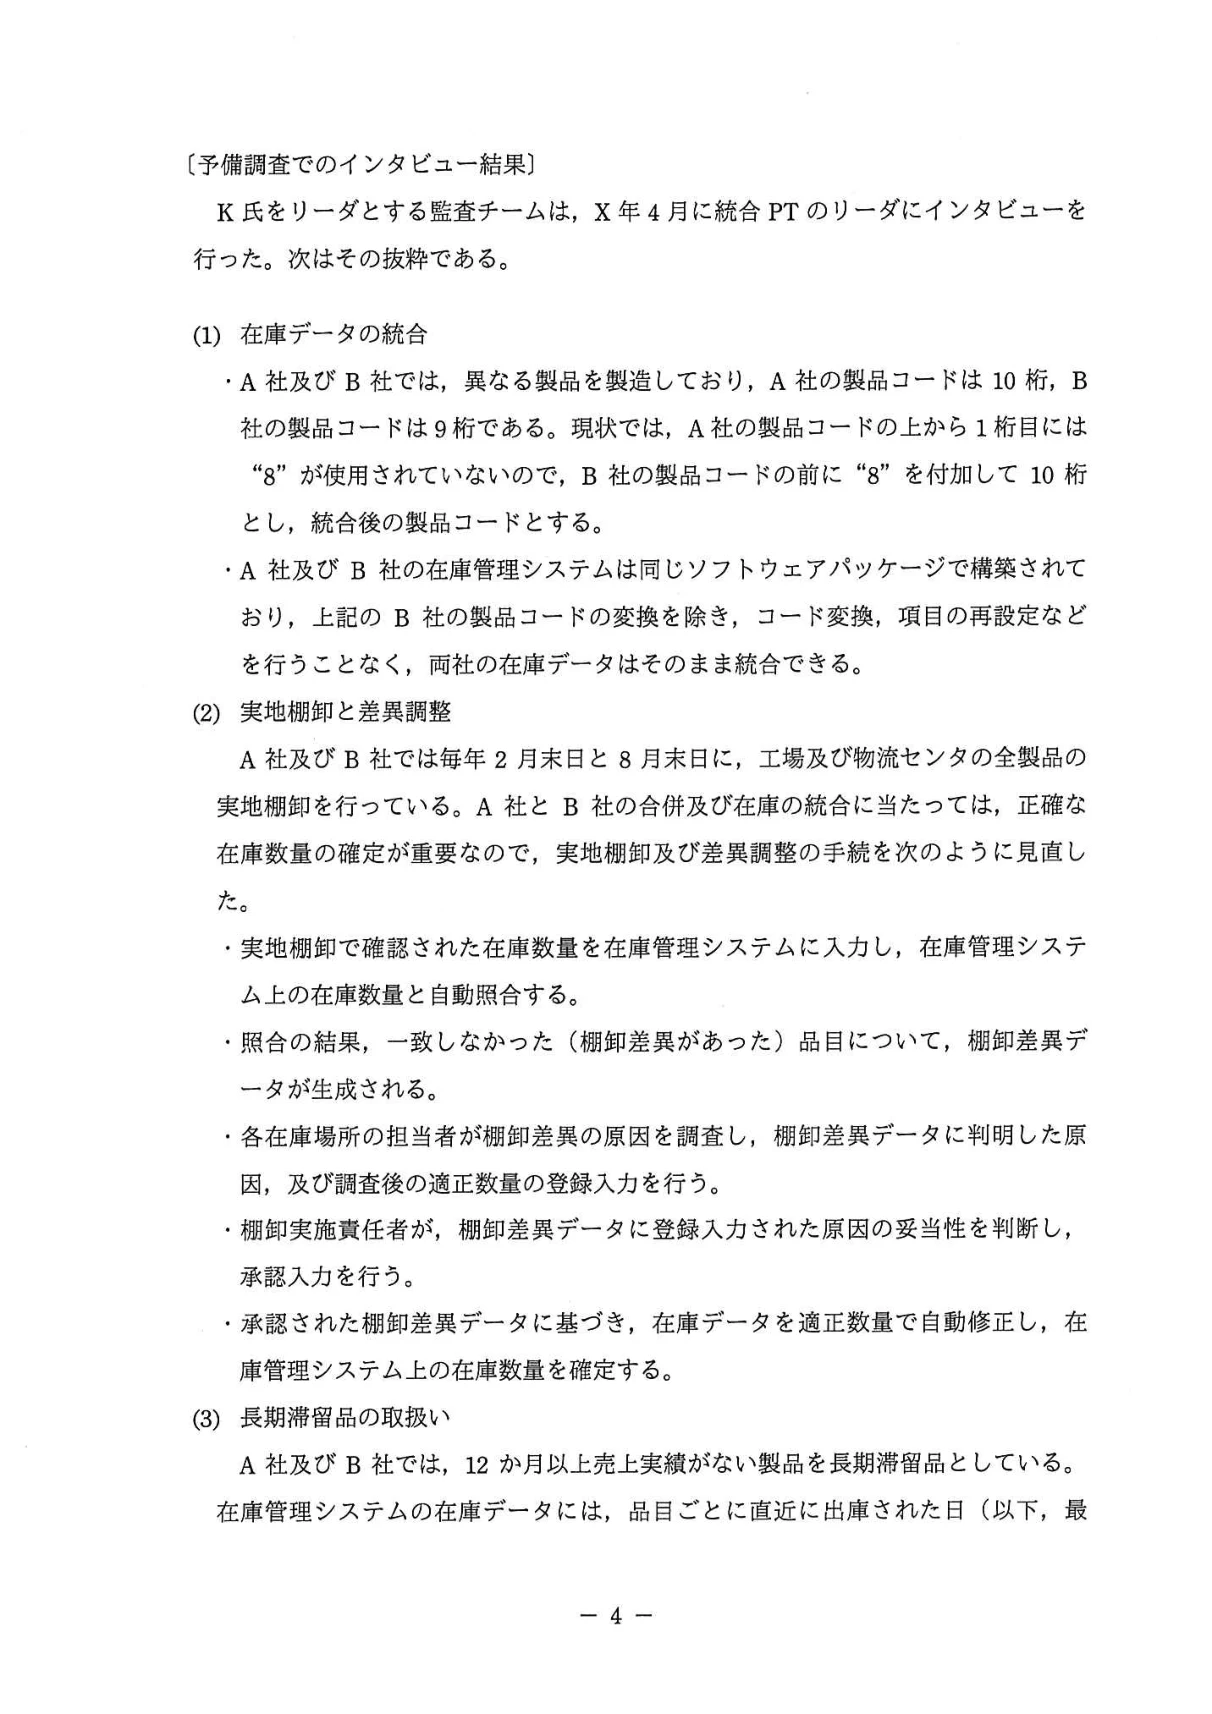 〔予備調査でのインタビュー結果〕
K 氏をリーダとする監査チームは，X 年 4 月に統合 PT のリーダにインタビューを
行った。次はその抜粋である。
(1) 在庫データの統合
・A 社及び B 社では，異なる製品を製造しており，A 社の製品コードは 10 桁，B
社の製品コードは 9 桁である。現状では，A 社の製品コードの上から 1 桁目には
“8” が使用されていないので，B 社の製品コードの前に “8” を付加して 10 桁
とし，統合後の製品コードとする。
・A 社及び B 社の在庫管理システムは同じソフトウェアパッケージで構築されて
おり，上記の B 社の製品コードの変換を除き，コード変換，項目の再設定など
を行うことなく，両社の在庫データはそのまま統合できる。
(2) 実地棚卸と差異調整
A 社及び B 社では毎年 2 月末日と 8 月末日に，工場及び物流センタの全製品の
実地棚卸を行っている。A 社と B 社の合併及び在庫の統合に当たっては，正確な
在庫数量の確定が重要なので，実地棚卸及び差異調整の手続を次のように見直し
た。
・実地棚卸で確認された在庫数量を在庫管理システムに入力し，在庫管理システ
ム上の在庫数量と自動照合する。
・照合の結果，一致しなかった（棚卸差異があった）品目について，棚卸差異デ
ータが生成される。
・各在庫場所の担当者が棚卸差異の原因を調査し，棚卸差異データに判明した原
因，及び調査後の適正数量の登録入力を行う。
・棚卸実施責任者が，棚卸差異データに登録入力された原因の妥当性を判断し，
承認入力を行う。
・承認された棚卸差異データに基づき，在庫データを適正数量で自動修正し，在
庫管理システム上の在庫数量を確定する。
(3) 長期滞留品の取扱い
A 社及び B 社では，12 か月以上売上実績がない製品を長期滞留品としている。
在庫管理システムの在庫データには，品目ごとに直近に出庫された日（以下，最
－ 4 －